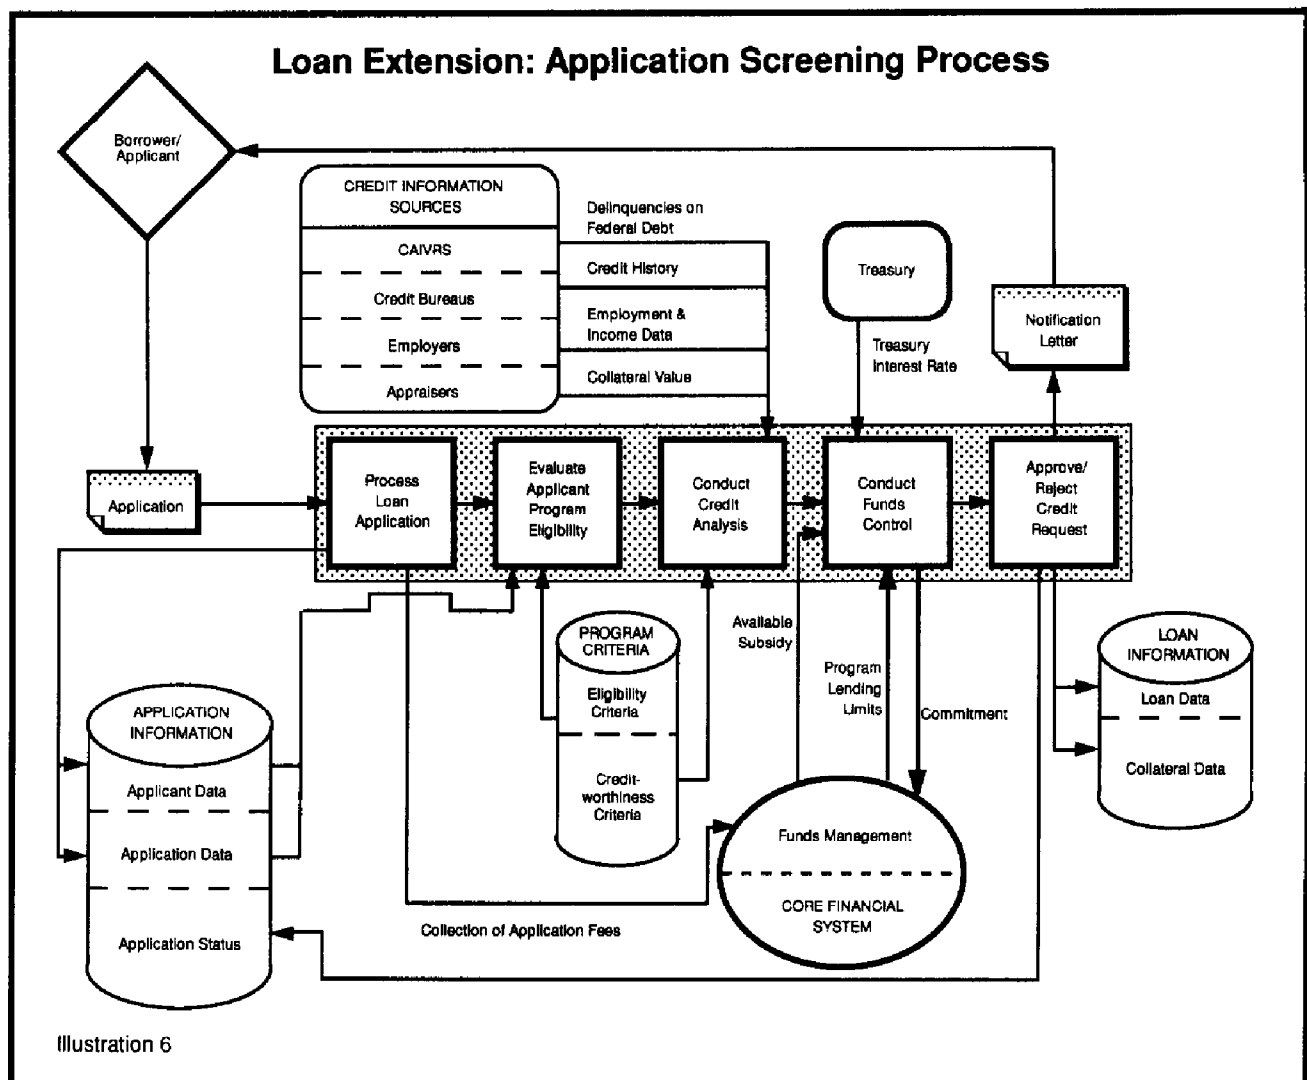 Loan Extension: Application Screening Process
Borrower/
Applicant
CREDIT INFORMATION
SOURCES
CAIVRS
Credit Bureaus
Employers
Appraisers
Delinquencies on
Federal Debt
Credit History
Employment &
Income Data
Collateral Value
Treasury
Treasury
Interest Rate
Notification
Letter
Application
Process
Loan
Application
Evaluate
Applicant
Program
Eligibility
Conduct
Credit
Analysis
Conduct
Funds
Control
Approve/
Reject
Credit
Request
APPLICATION
INFORMATION
Applicant Data
Application Data
Application Status
PROGRAM
CRITERIA
Eligibility
Criteria
Credit-
worthiness
Criteria
Available
Subsidy
Program
Lending
Limits
Commitment
LOAN
INFORMATION
Loan Data
Collateral Data
Funds Management
CORE FINANCIAL
SYSTEM
Collection of Application Fees
Illustration 6